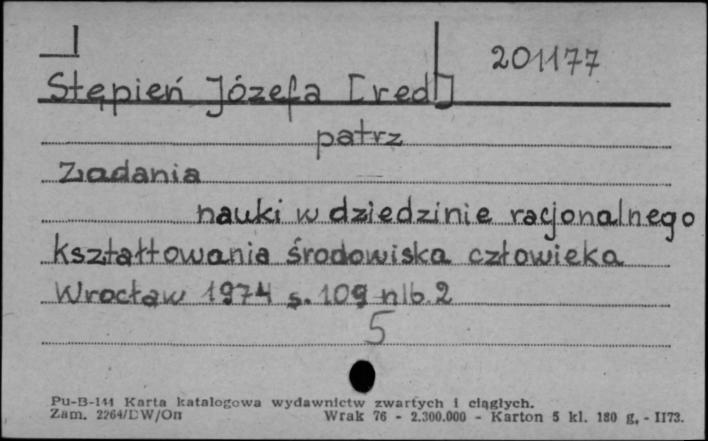 201177
Stępień Józefa [red]
patrz
Zadania
nauki w dziedzinie racjonalnego
kształtowania środowiska człowieka
Wrocław 1974 s. 109 nlb. 2
5
Pu-B-141 Karta katalogowa wydawnictw zwartych i ciągłych.
Zam. 2264/DW/On Wrak 76 - 2.300.000 - Karton 5 kl. 180 g, - II73.